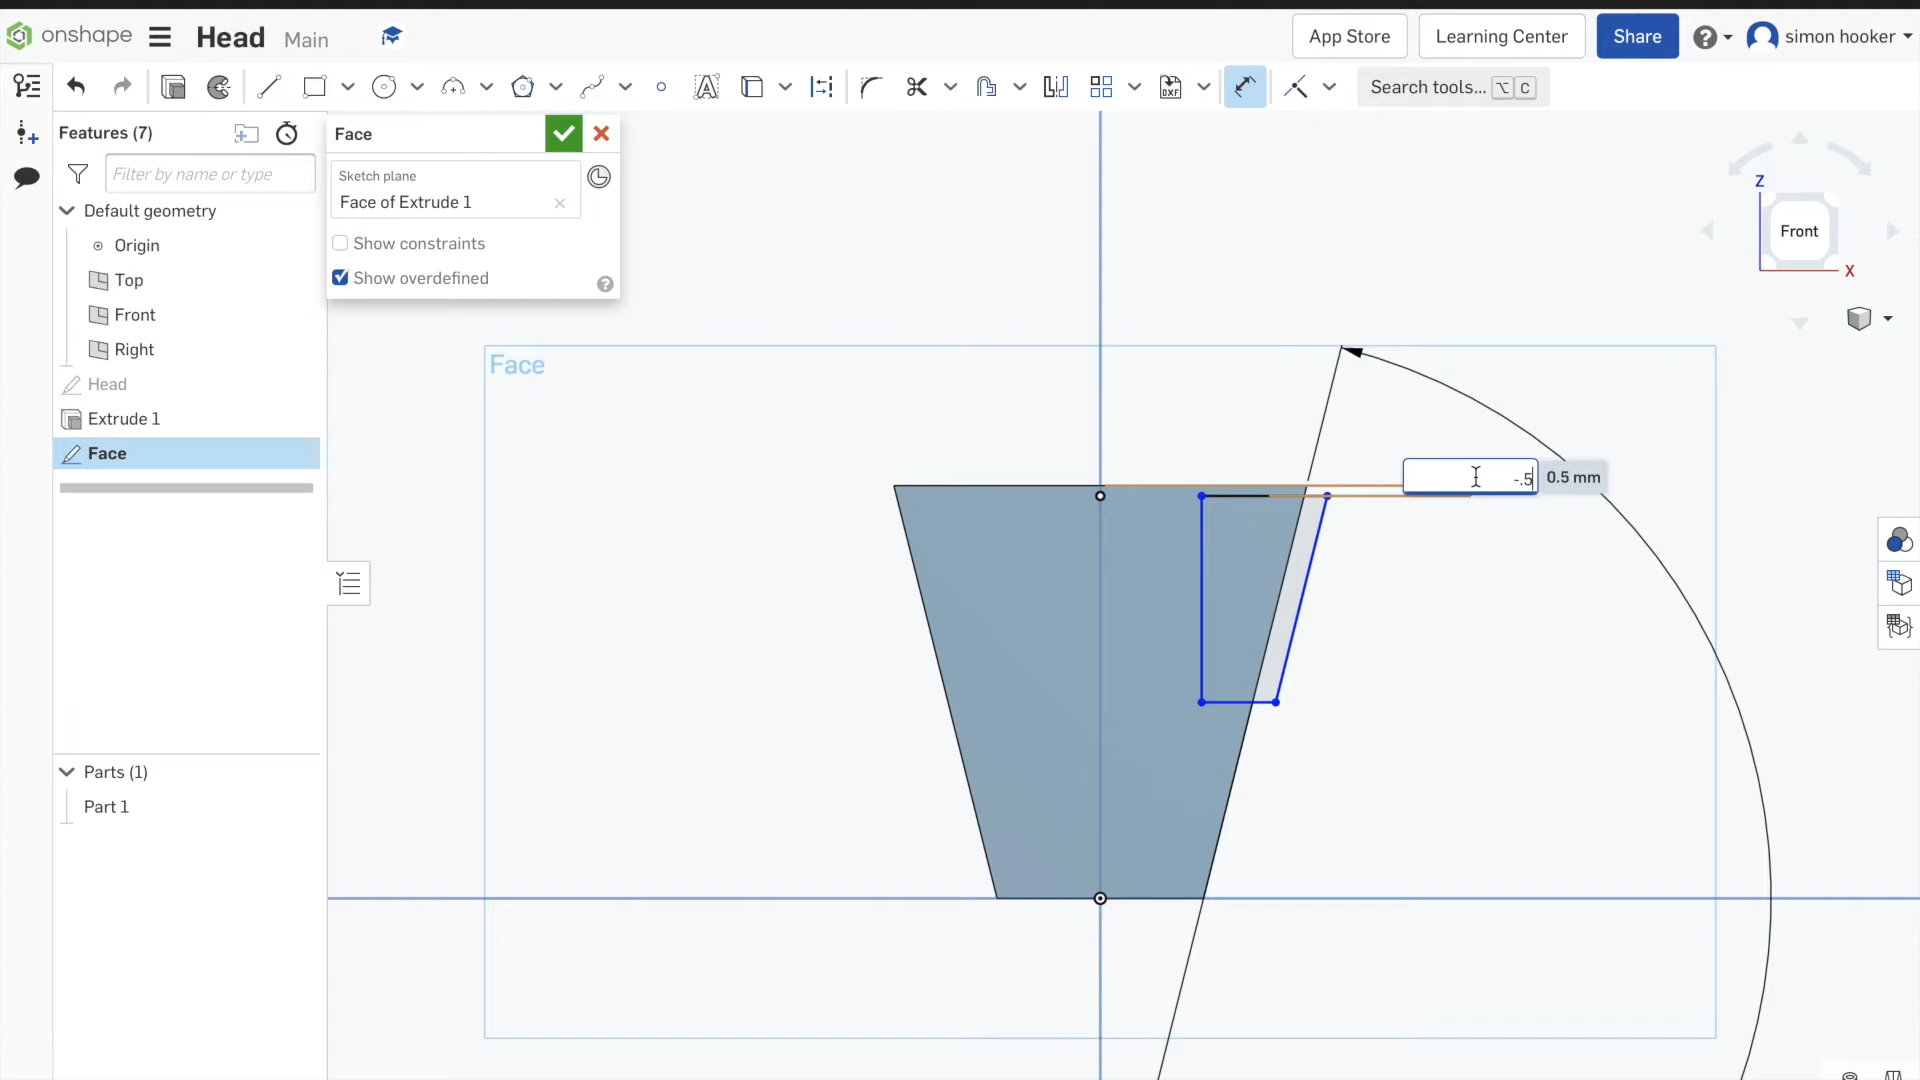 onshape Head Main App Store Learning Center Share simon hooker
DXF Search tools... ⌥ C
Features (7)
Filter by name or type
Default geometry
Origin
Top
Front
Right
Head
Extrude 1
Face
Parts (1)
Part 1
Face
Sketch plane
Face of Extrude 1
Show constraints
Show overdefined
Face
-.5 0.5 mm
Z
Front
X